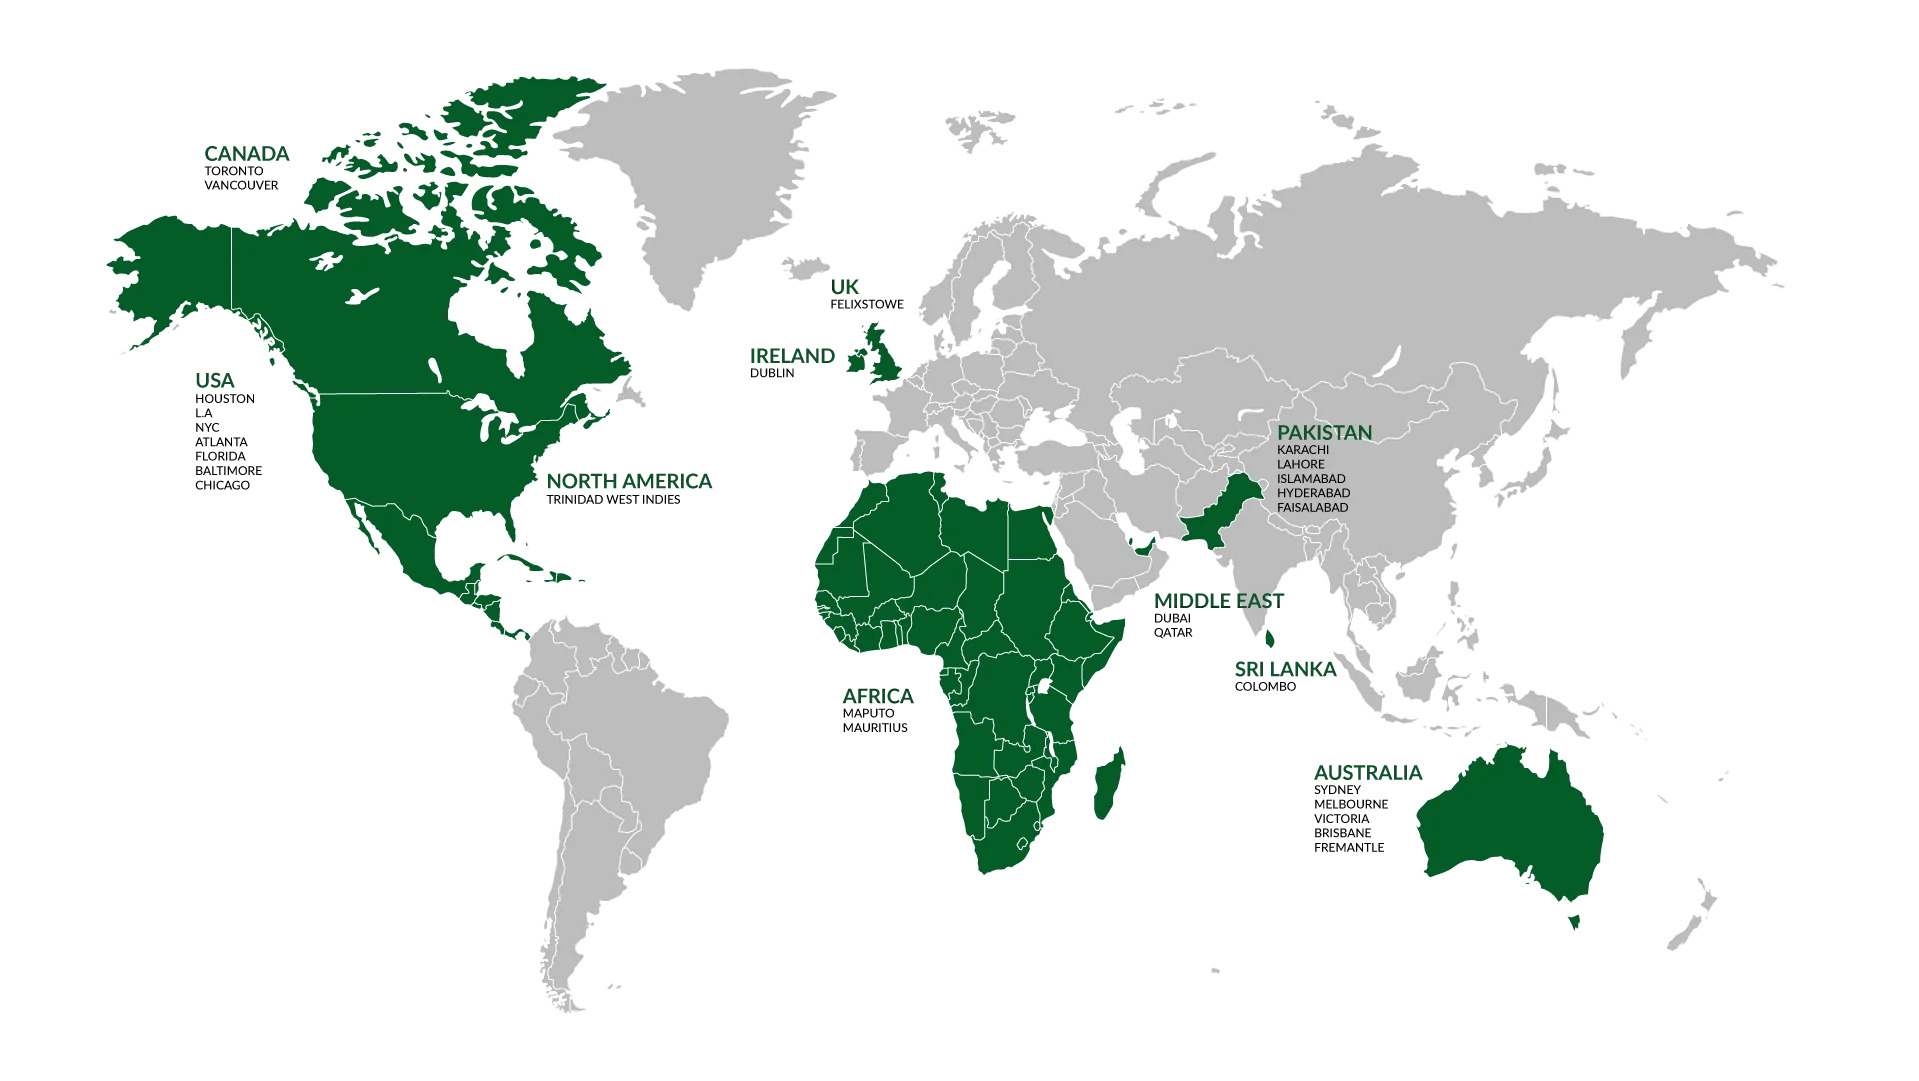 CANADA
TORONTO
VANCOUVER
UK
FELIXSTOWE
IRELAND
DUBLIN
USA
HOUSTON
L.A
NYC
ATLANTA
FLORIDA
BALTIMORE
CHICAGO
NORTH AMERICA
TRINIDAD WEST INDIES
PAKISTAN
KARACHI
LAHORE
ISLAMABAD
HYDERABAD
FAISALABAD
MIDDLE EAST
DUBAI
QATAR
SRI LANKA
COLOMBO
AFRICA
MAPUTO
MAURITIUS
AUSTRALIA
SYDNEY
MELBOURNE
VICTORIA
BRISBANE
FREMANTLE